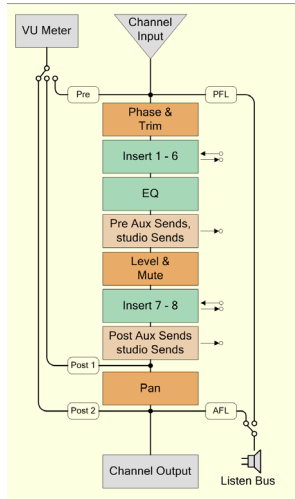 VU Meter
Channel
Input
Pre
PFL
Phase &
Trim
Insert 1 - 6
EQ
Pre Aux Sends,
studio Sends
Level &
Mute
Insert 7 - 8
Post Aux Sends
studio Sends
Post 1
Pan
Post 2
AFL
Channel Output
Listen Bus